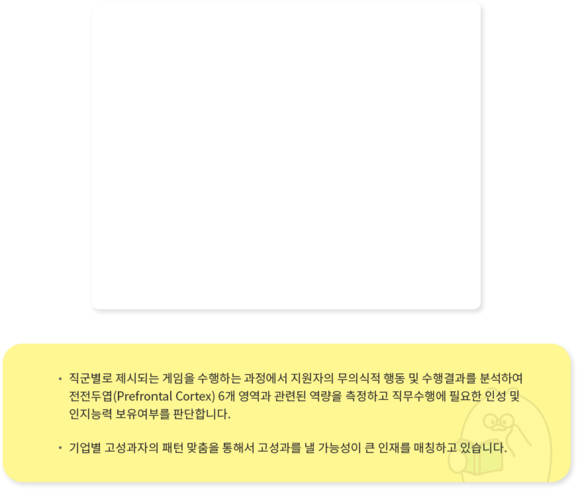 • 직군별로 제시되는 게임을 수행하는 과정에서 지원자의 무의식적 행동 및 수행결과를 분석하여
전전두엽(Prefrontal Cortex) 6개 영역과 관련된 역량을 측정하고 직무수행에 필요한 인성 및
인지능력 보유여부를 판단합니다.
• 기업별 고성과자의 패턴 맞춤을 통해서 고성과를 낼 가능성이 큰 인재를 매칭하고 있습니다.